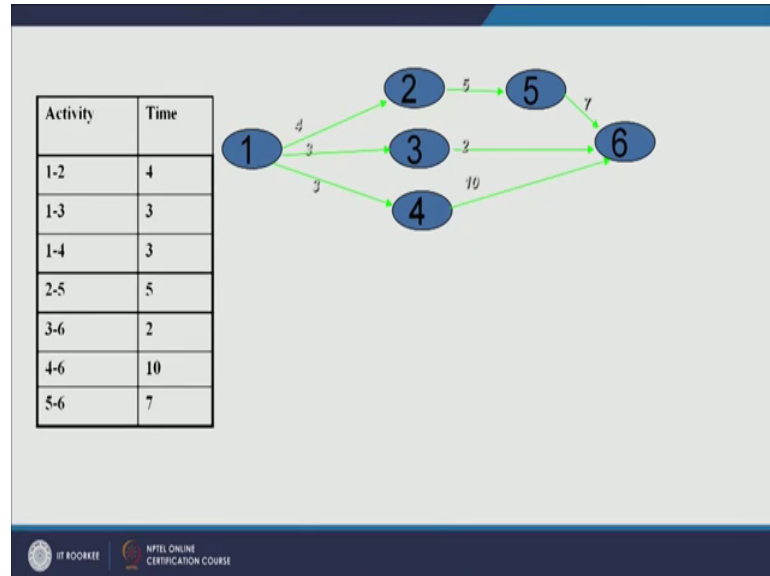 Activity Time
1-2 4
1-3 3
1-4 3
2-5 5
3-6 2
4-6 10
5-6 7
2 5 5
4 7
1 3 3 2 6
3 10
4
IIT ROORKEE
NPTEL ONLINE
CERTIFICATION COURSE